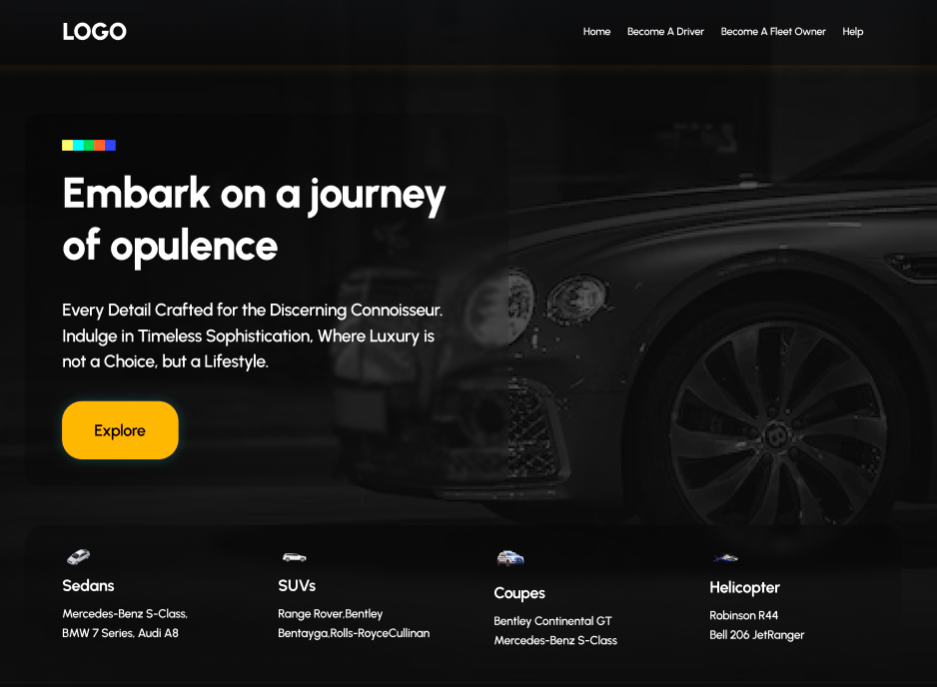 LOGO
Home Become A Driver Become A Fleet Owner Help
Embark on a journey
of opulence
Every Detail Crafted for the Discerning Connoisseur.
Indulge in Timeless Sophistication, Where Luxury is
not a Choice, but a Lifestyle.
Explore
Sedans
Mercedes-Benz S-Class,
BMW 7 Series, Audi A8
SUVs
Range Rover,Bentley
Bentayga,Rolls-RoyceCullinan
Coupes
Bentley Continental GT
Mercedes-Benz S-Class
Helicopter
Robinson R44
Bell 206 JetRanger